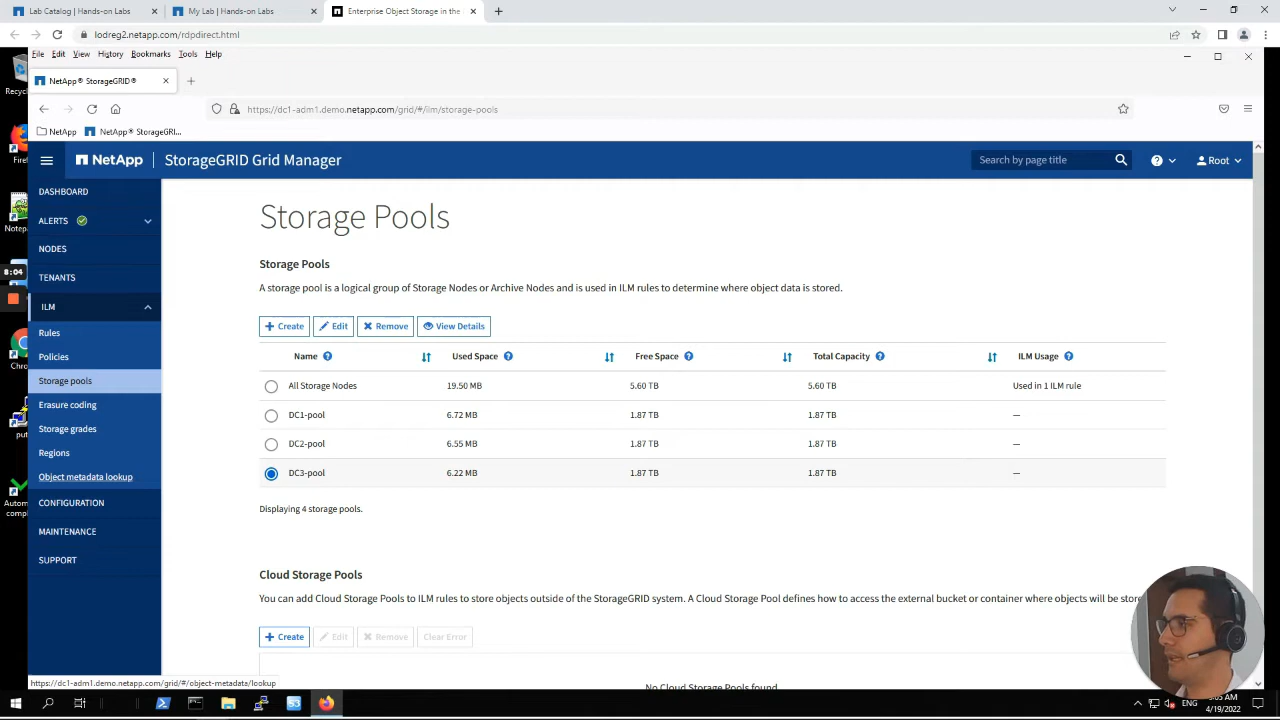 Lab Catalog | Hands-on Labs
My Lab | Hands-on Labs
Enterprise Object Storage in the
lodreg2.netapp.com/rdpdirect.html
File Edit View History Bookmarks Tools Help
NetApp® StorageGRID®
https://dc1-adm1.demo.netapp.com/grid/#/ilm/storage-pools
NetApp
NetApp® StorageGRI...
NetApp
StorageGRID Grid Manager
Search by page title
Root
Recyc
Firef
Notep
8:04
Chro
put
Autom
compl
DASHBOARD
ALERTS
NODES
TENANTS
ILM
Rules
Policies
Storage pools
Erasure coding
Storage grades
Regions
Object metadata lookup
CONFIGURATION
MAINTENANCE
SUPPORT
Storage Pools
Storage Pools
A storage pool is a logical group of Storage Nodes or Archive Nodes and is used in ILM rules to determine where object data is stored.
Create Edit Remove View Details
Name Used Space Free Space Total Capacity ILM Usage
All Storage Nodes 19.50 MB 5.60 TB 5.60 TB Used in 1 ILM rule
DC1-pool 6.72 MB 1.87 TB 1.87 TB —
DC2-pool 6.55 MB 1.87 TB 1.87 TB —
DC3-pool 6.22 MB 1.87 TB 1.87 TB —
Displaying 4 storage pools.
Cloud Storage Pools
You can add Cloud Storage Pools to ILM rules to store objects outside of the StorageGRID system. A Cloud Storage Pool defines how to access the external bucket or container where objects will be store
Create Edit Remove Clear Error
No Cloud Storage Pools found.
https://dc1-adm1.demo.netapp.com/grid/#/object-metadata/lookup
ENG
4/19/2022